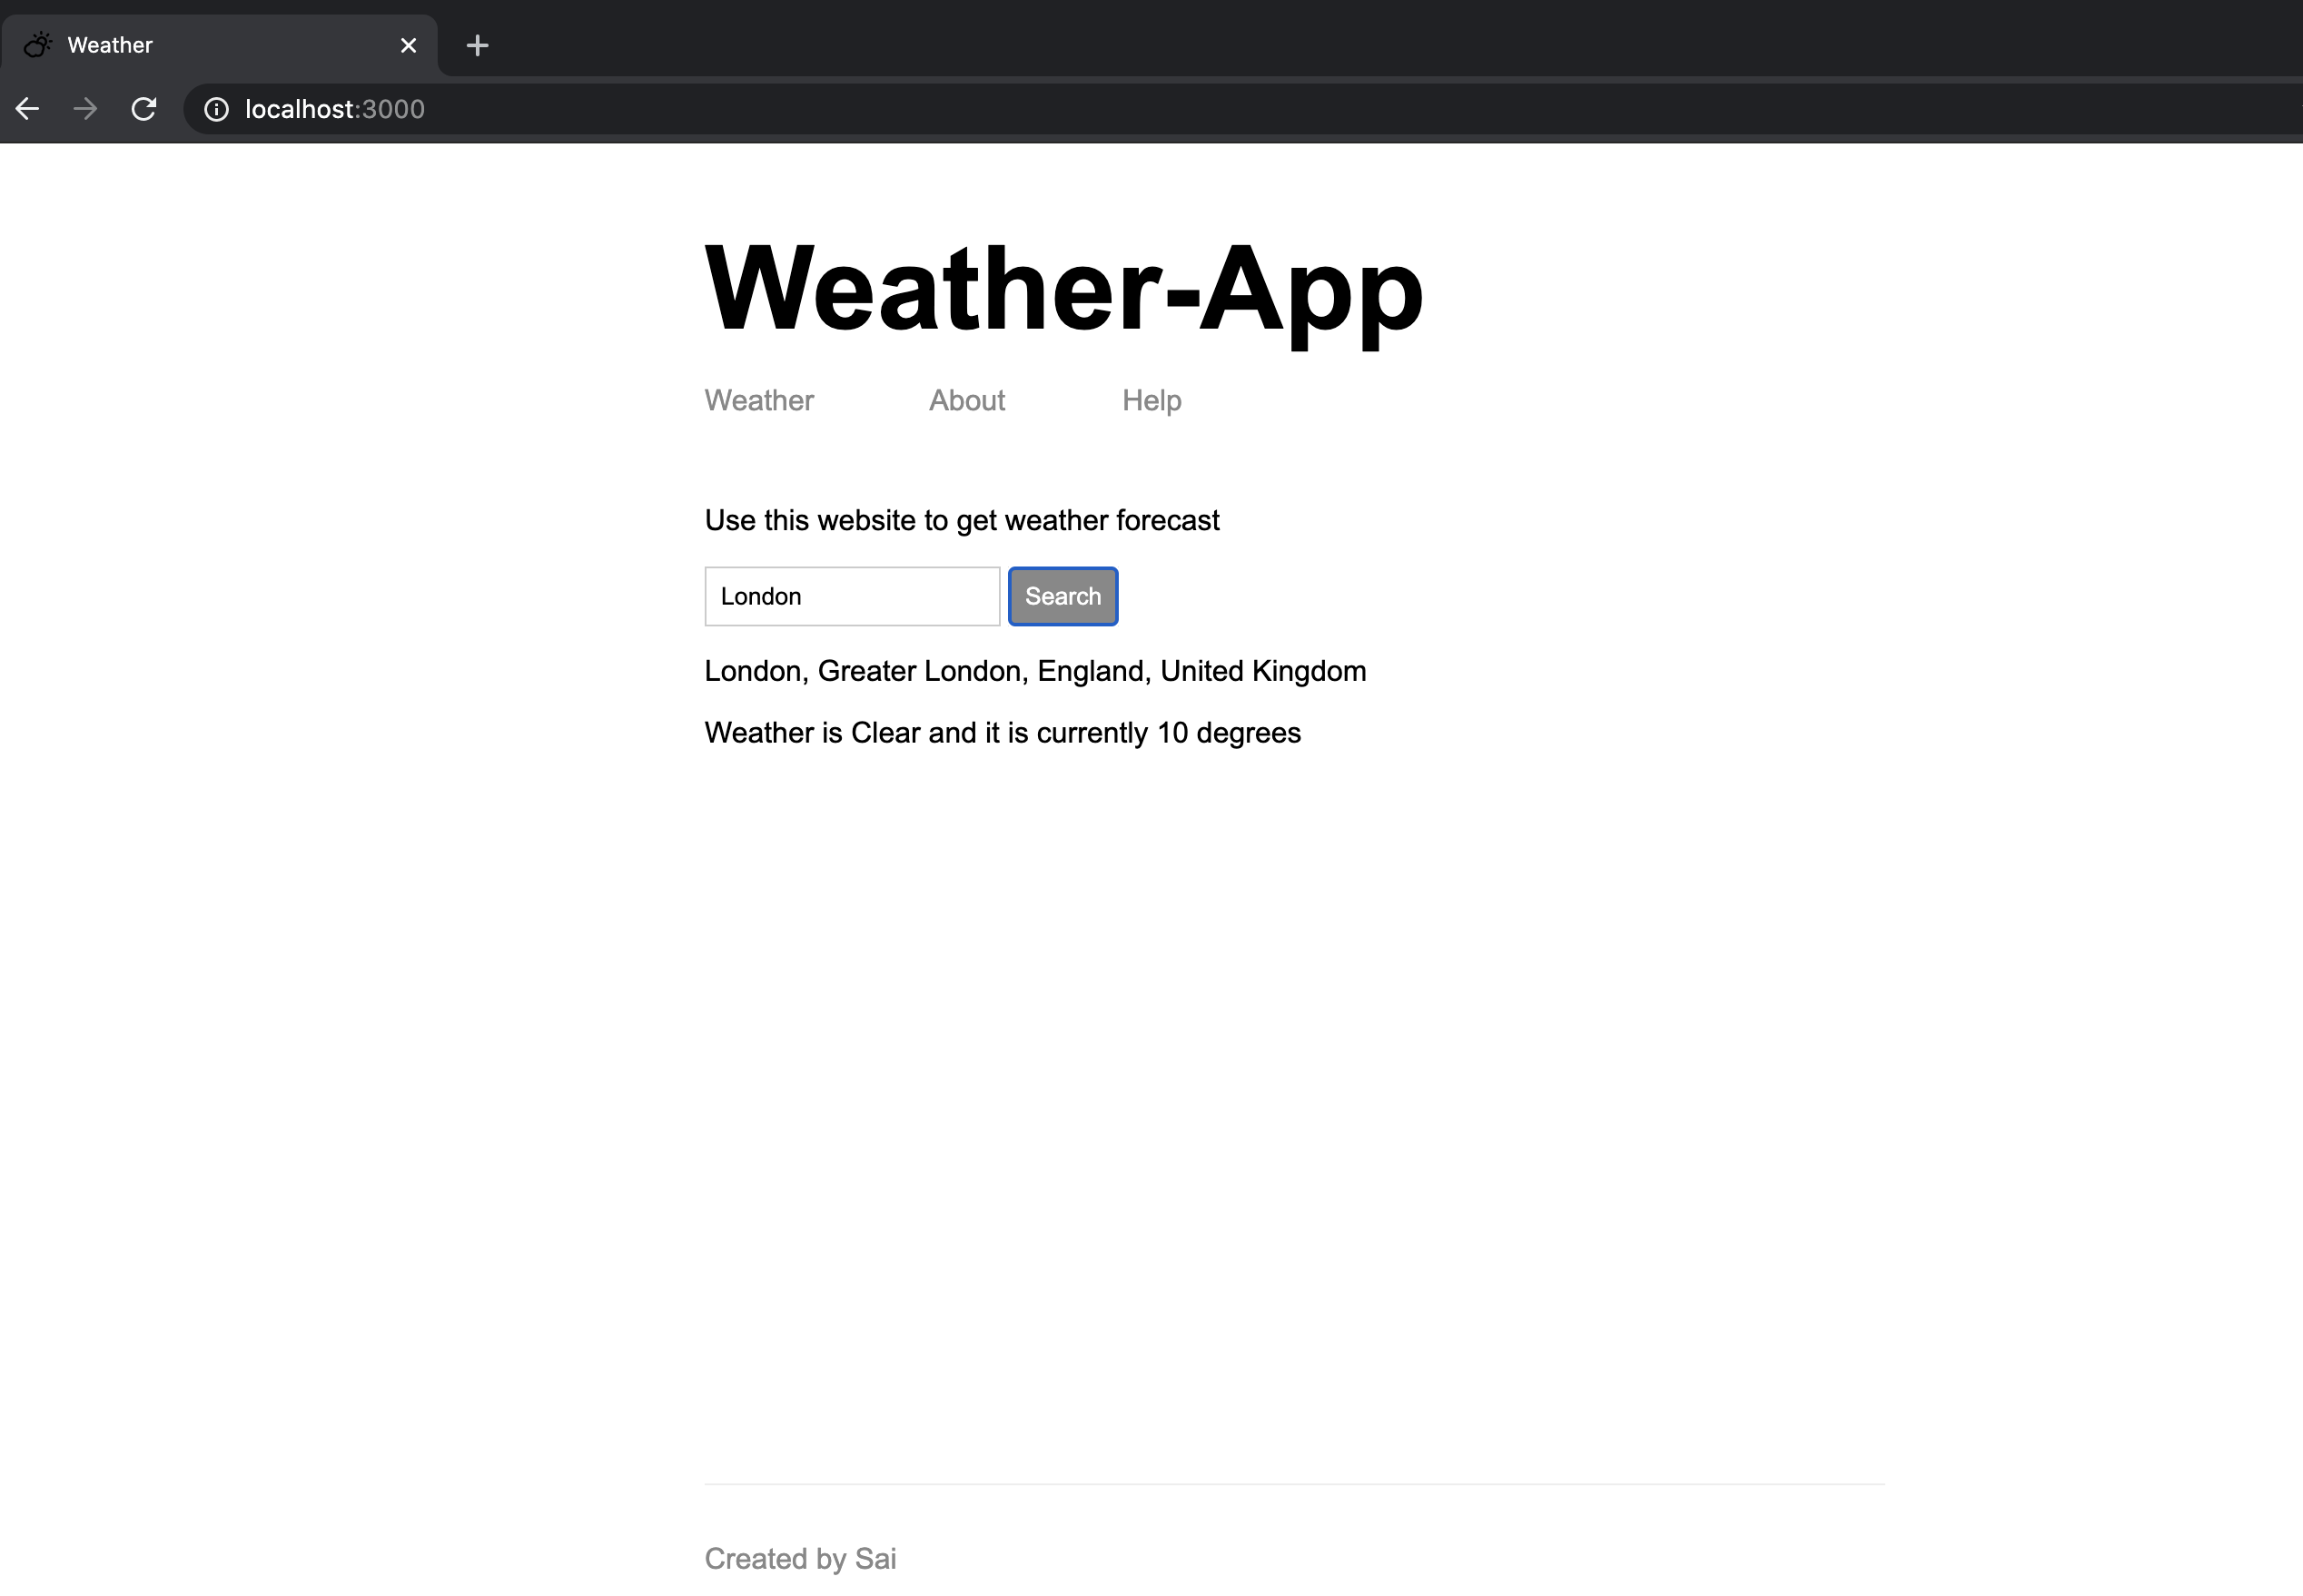 Weather
localhost:3000
Weather-App
Weather About Help
Use this website to get weather forecast
London Search
London, Greater London, England, United Kingdom
Weather is Clear and it is currently 10 degrees
Created by Sai